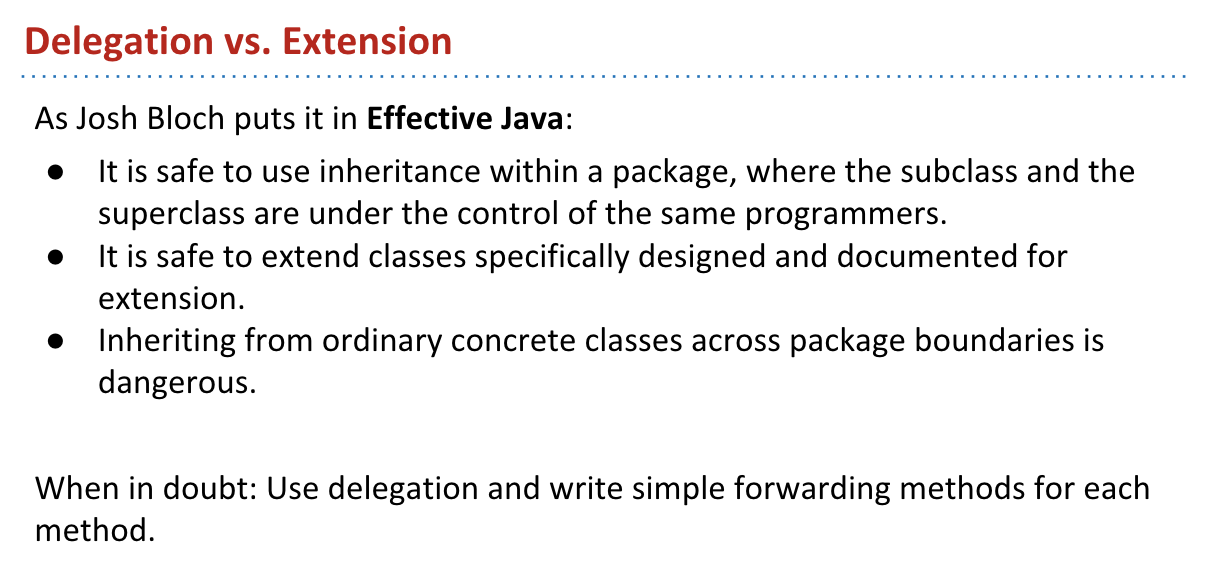 Delegation vs. Extension
As Josh Bloch puts it in Effective Java:
● It is safe to use inheritance within a package, where the subclass and the
superclass are under the control of the same programmers.
● It is safe to extend classes specifically designed and documented for
extension.
● Inheriting from ordinary concrete classes across package boundaries is
dangerous.
When in doubt: Use delegation and write simple forwarding methods for each
method.